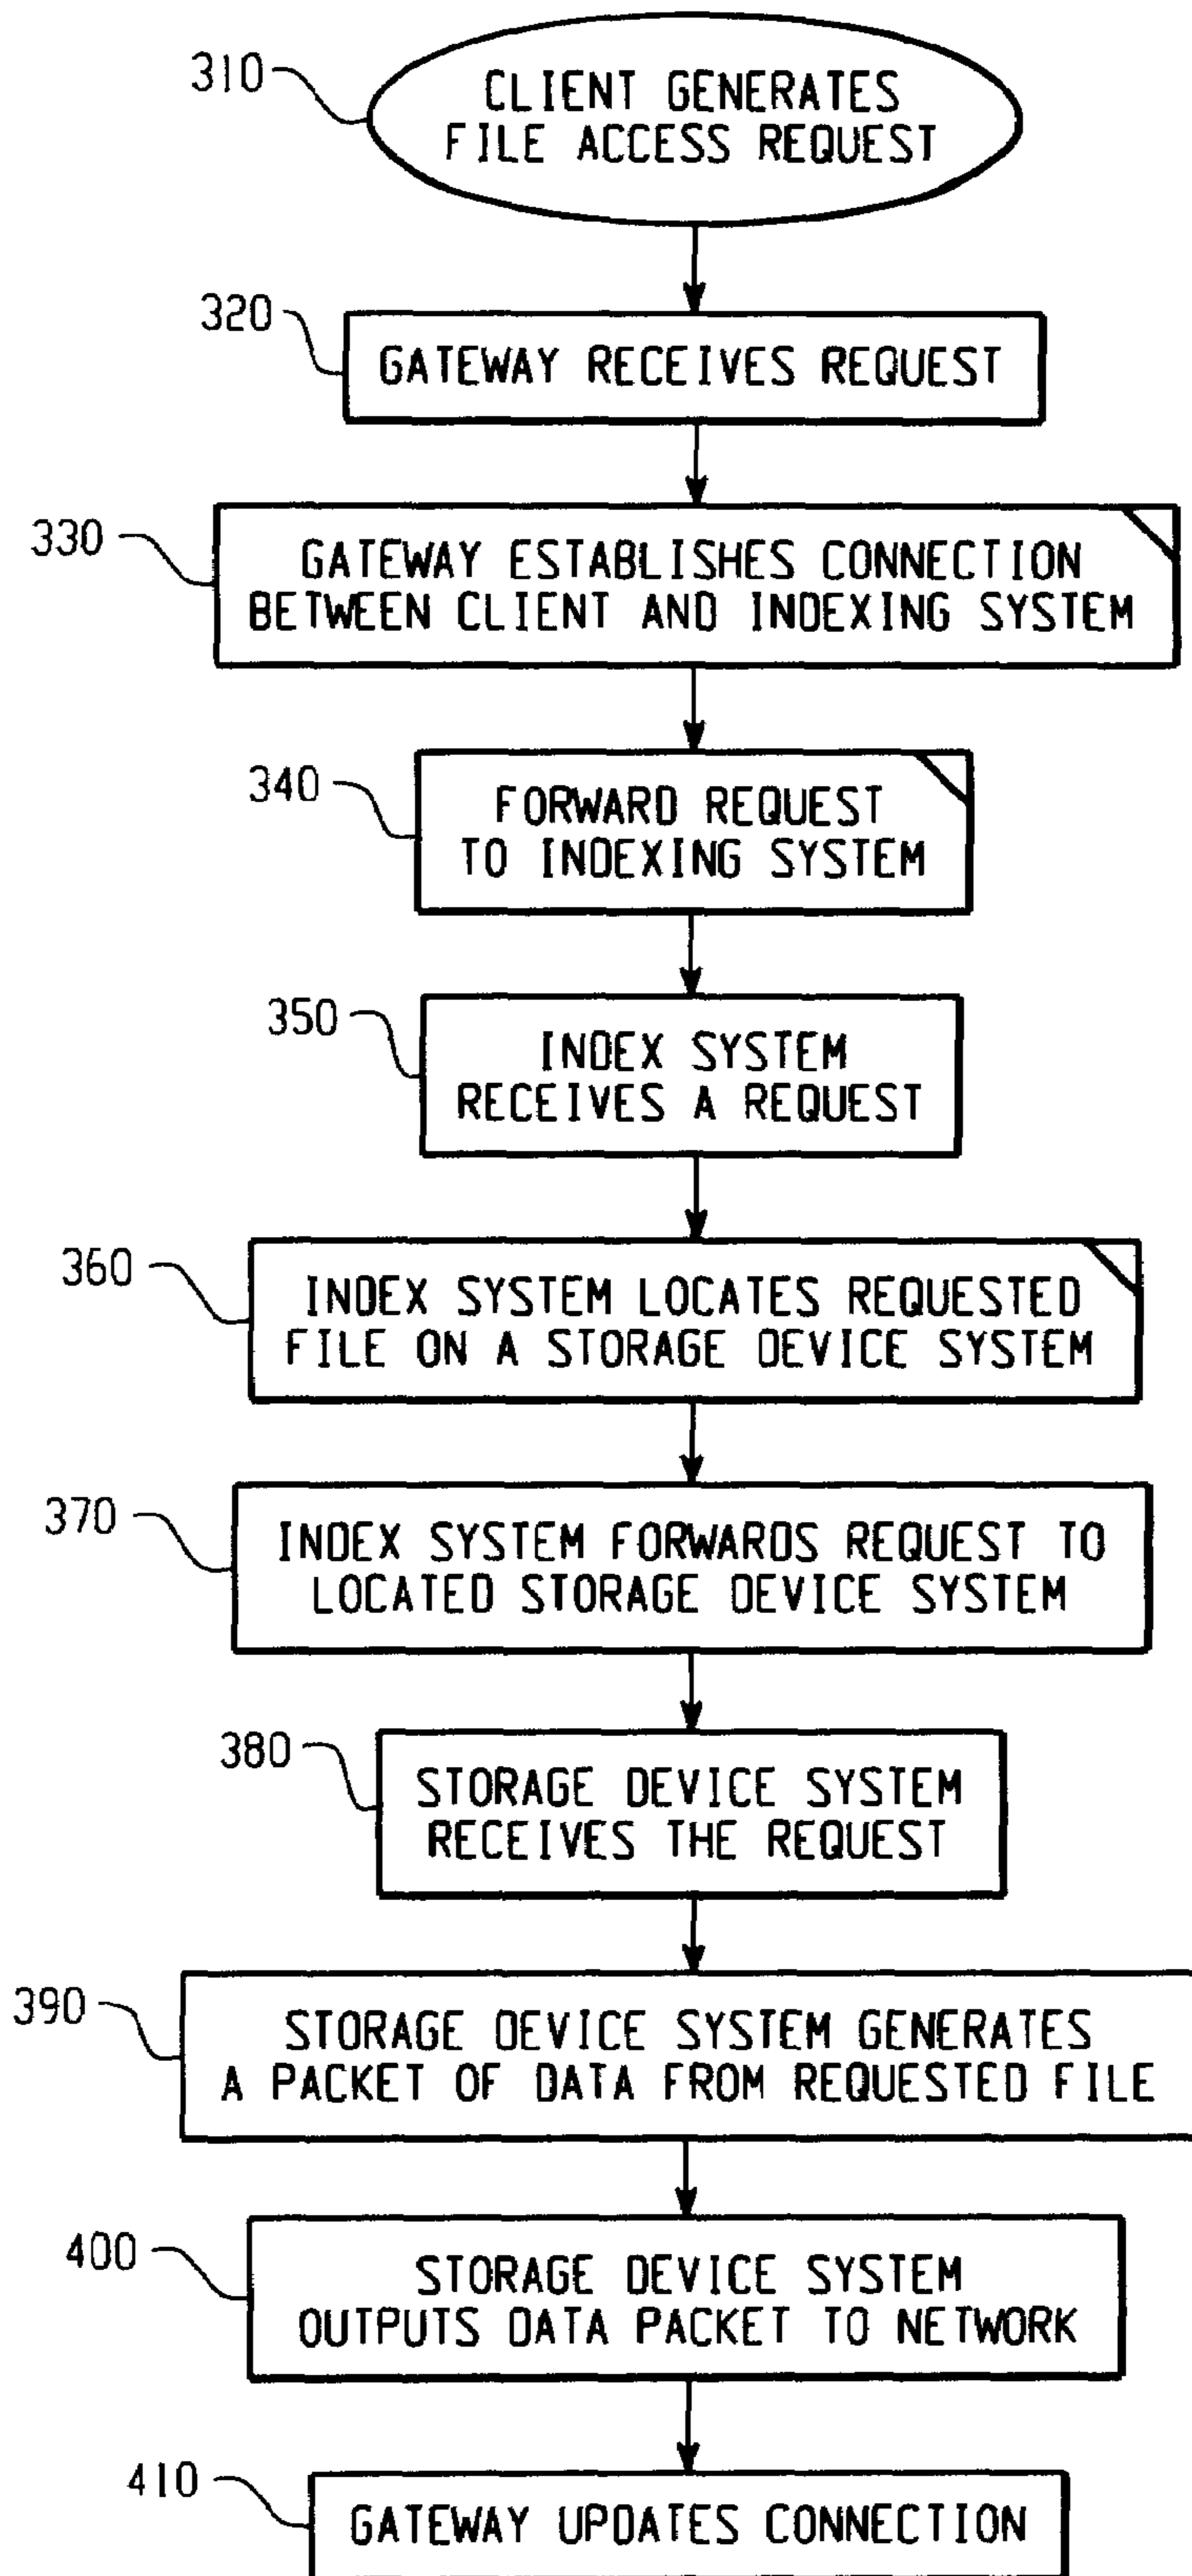 310
CLIENT GENERATES
FILE ACCESS REQUEST
320
GATEWAY RECEIVES REQUEST
330
GATEWAY ESTABLISHES CONNECTION
BETWEEN CLIENT AND INDEXING SYSTEM
340
FORWARD REQUEST
TO INDEXING SYSTEM
350
INDEX SYSTEM
RECEIVES A REQUEST
360
INDEX SYSTEM LOCATES REQUESTED
FILE ON A STORAGE DEVICE SYSTEM
370
INDEX SYSTEM FORWARDS REQUEST TO
LOCATED STORAGE DEVICE SYSTEM
380
STORAGE DEVICE SYSTEM
RECEIVES THE REQUEST
390
STORAGE DEVICE SYSTEM GENERATES
A PACKET OF DATA FROM REQUESTED FILE
400
STORAGE DEVICE SYSTEM
OUTPUTS DATA PACKET TO NETWORK
410
GATEWAY UPDATES CONNECTION